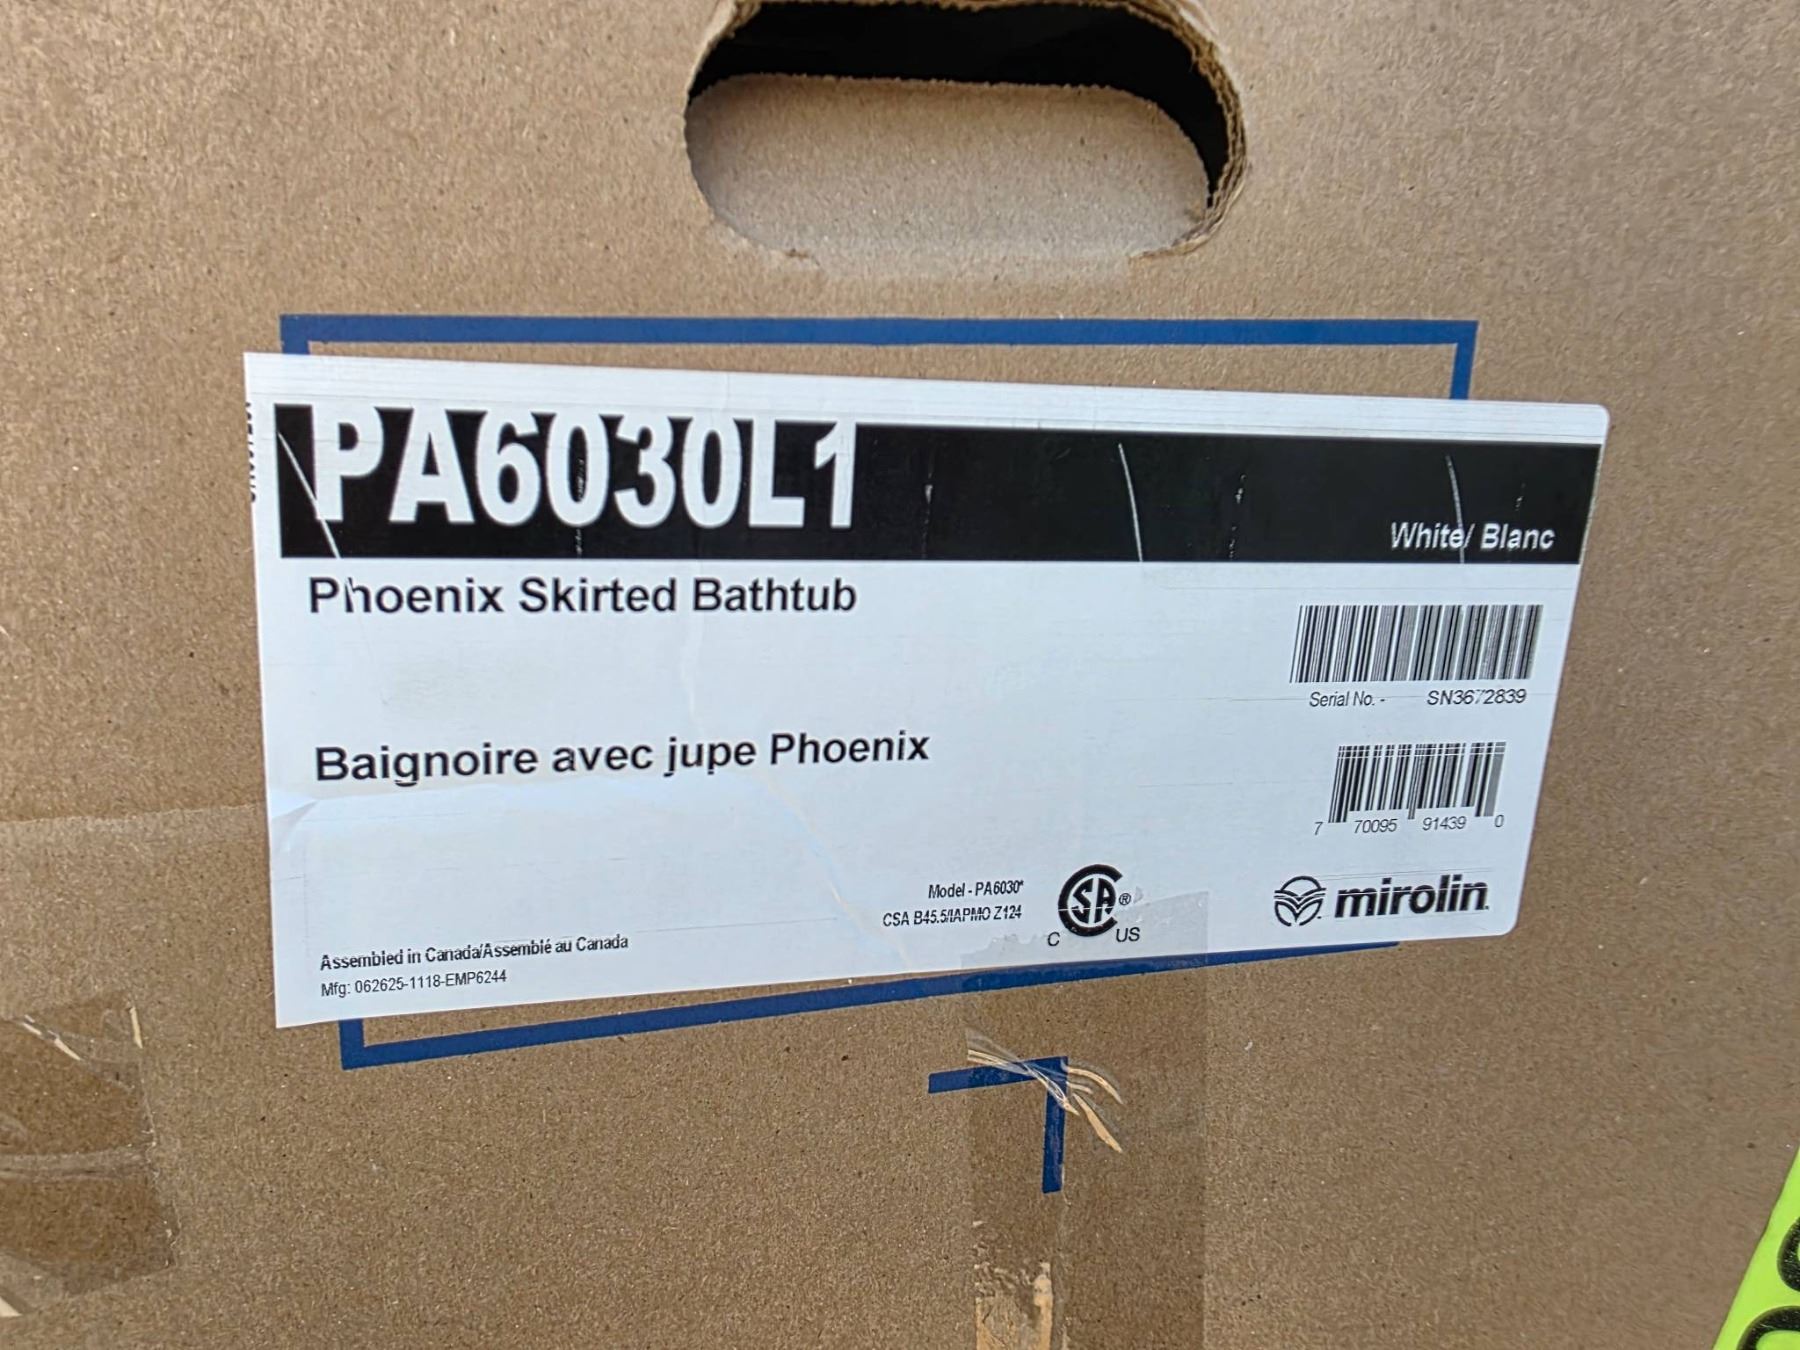 PA6030L1
White/ Blanc
Phoenix Skirted Bathtub
Serial No. - SN3672839
Baignoire avec jupe Phoenix
7 70095 91439 0
Model - PA6030*
CSA B45.5/IAPMO Z124
CSA ®
C US
mirolin
Assembled in Canada/Assemblé au Canada
Mfg: 062625-1118-EMP6244